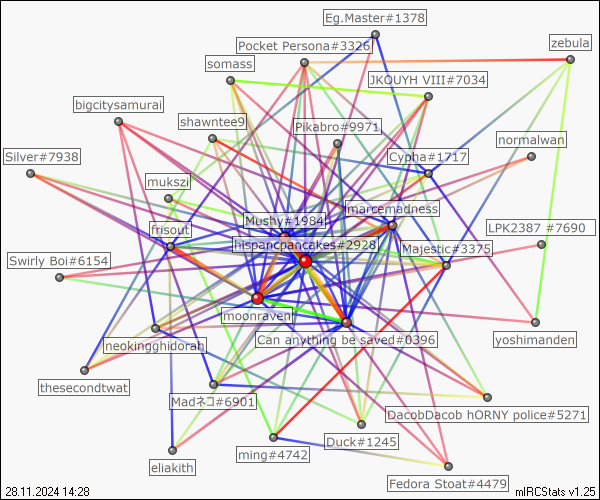 Eg.Master#1378
Pocket Persona#3326
zebula
somass
JKQUYH VIII#7034
bigcitysamurai
shawntee9
Pikabro#9971
normalwan
Silver#7938
Cypha#1717
mukszi
marcemadness
Mushy#1984
frisout
LPK2387 #7690
hispanicpancakes#2928
Majestic#3375
Swirly Boi#6154
moonraven
Can anything be saved#0396
yoshimanden
neokingghidorah
thesecondtwat
Madネコ#6901
DacobDacob hORNY police#5271
Duck#1245
ming#4742
eliakith
Fedora Stoat#4479
28.11.2024 14:28
mIRCStats v1.25